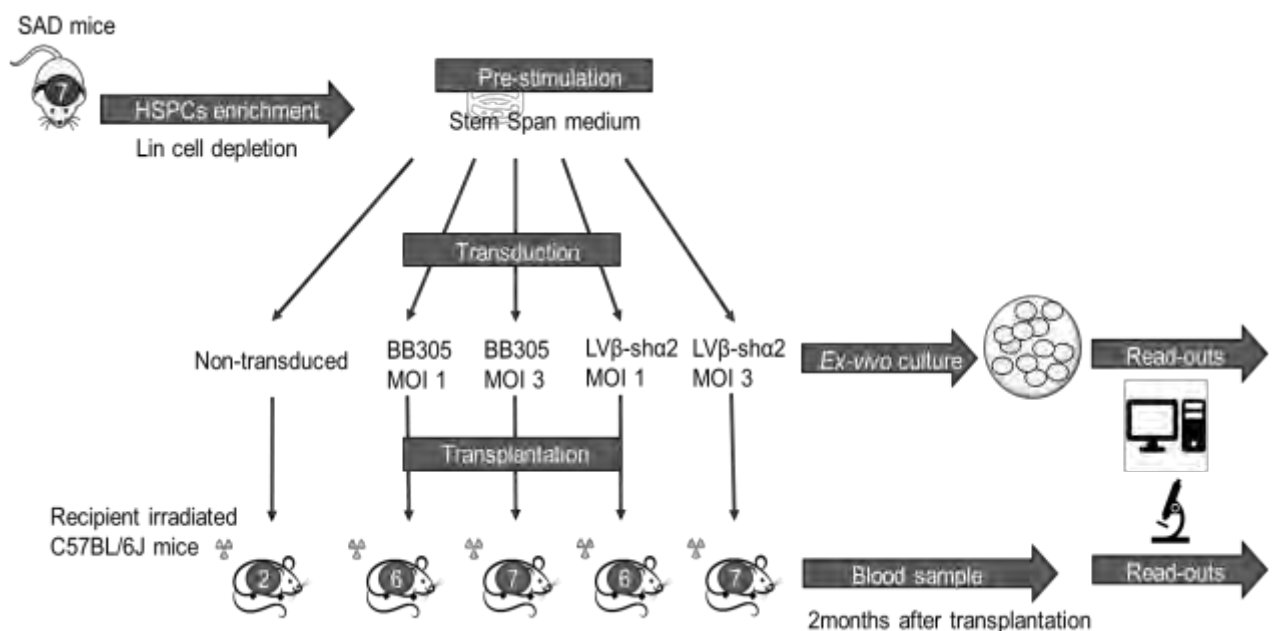 SAD mice
7
HSPCs enrichment
Lin cell depletion
Pre-stimulation
Stem Span medium
Transduction
Non-transduced
BB305
MOI 1
BB305
MOI 3
LVβ-shα2
MOI 1
LVβ-shα2
MOI 3
Ex-vivo culture
Read-outs
Transplantation
Recipient irradiated
C57BL/6J mice
2
6
7
6
7
Blood sample
2months after transplantation
Read-outs